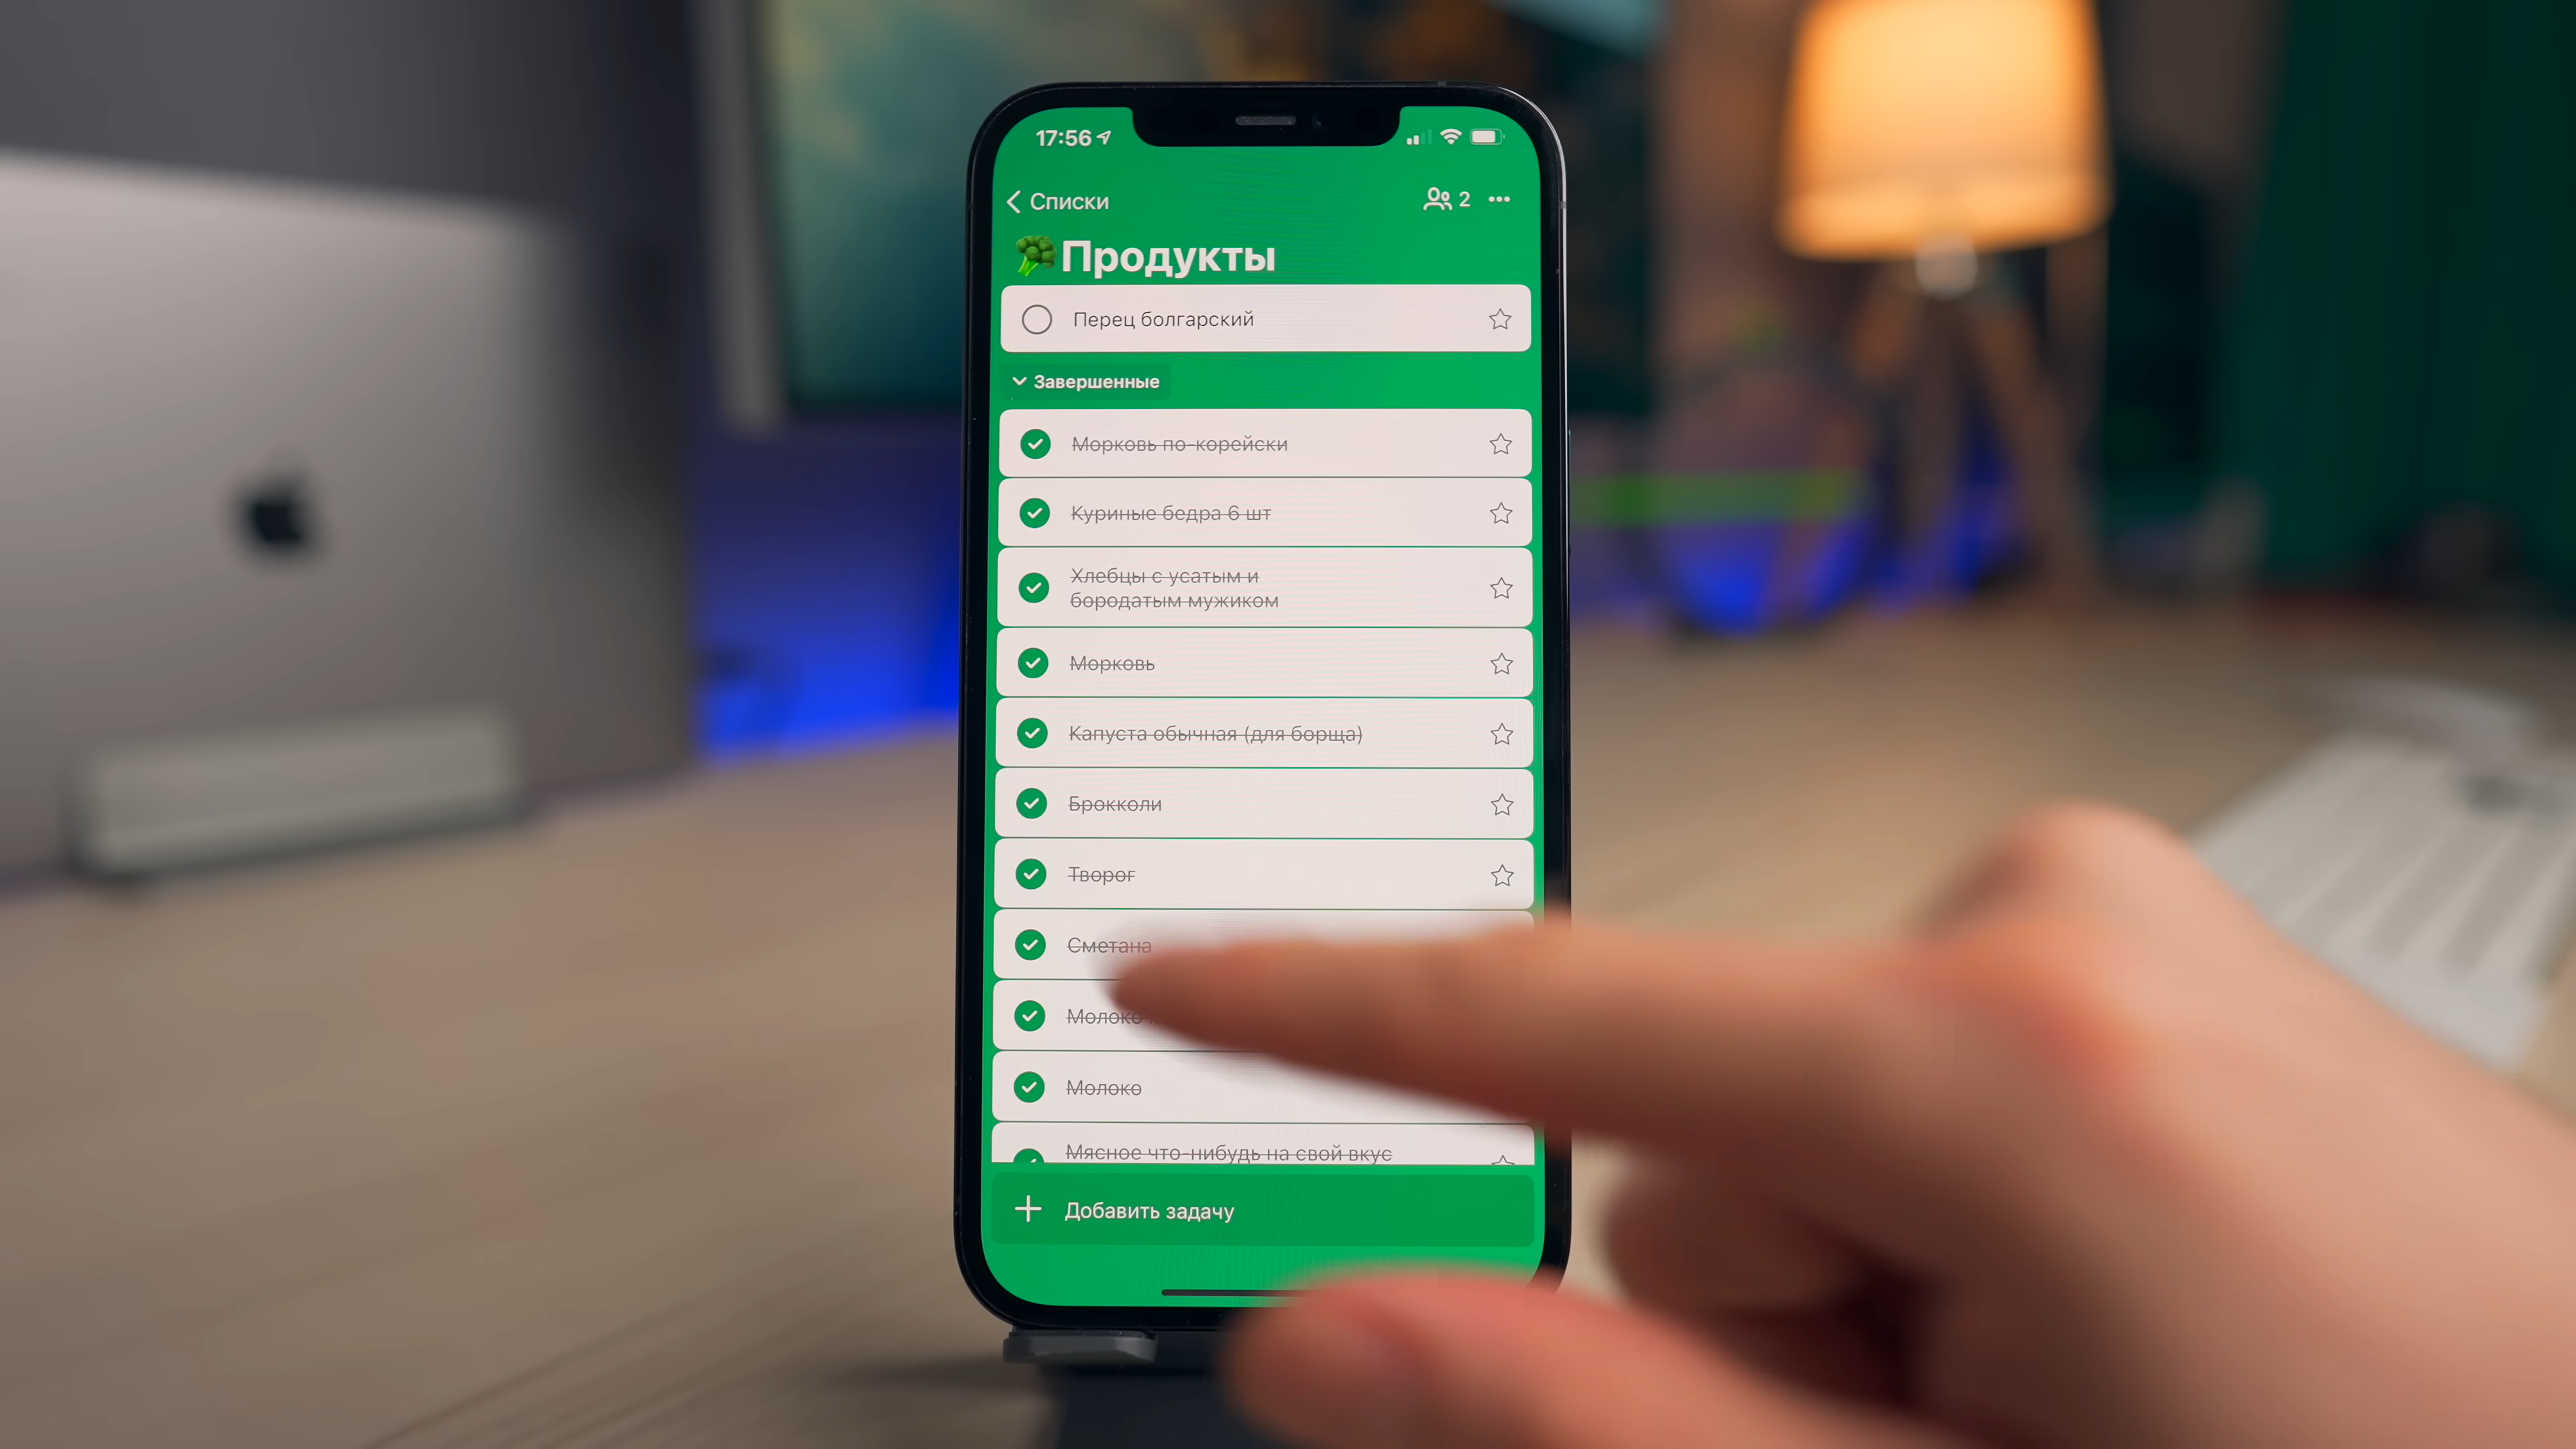 17:56
Списки
2
Продукты
Перец болгарский
Завершенные
Морковь по-корейски
Куриные бедра 6 шт
Хлебцы с усатым и
бородатым мужиком
Морковь
Капуста обычная (для борща)
Брокколи
Творог
Сметана
Молоко
Молоко
Мясное что-нибудь на свой вкус
Добавить задачу